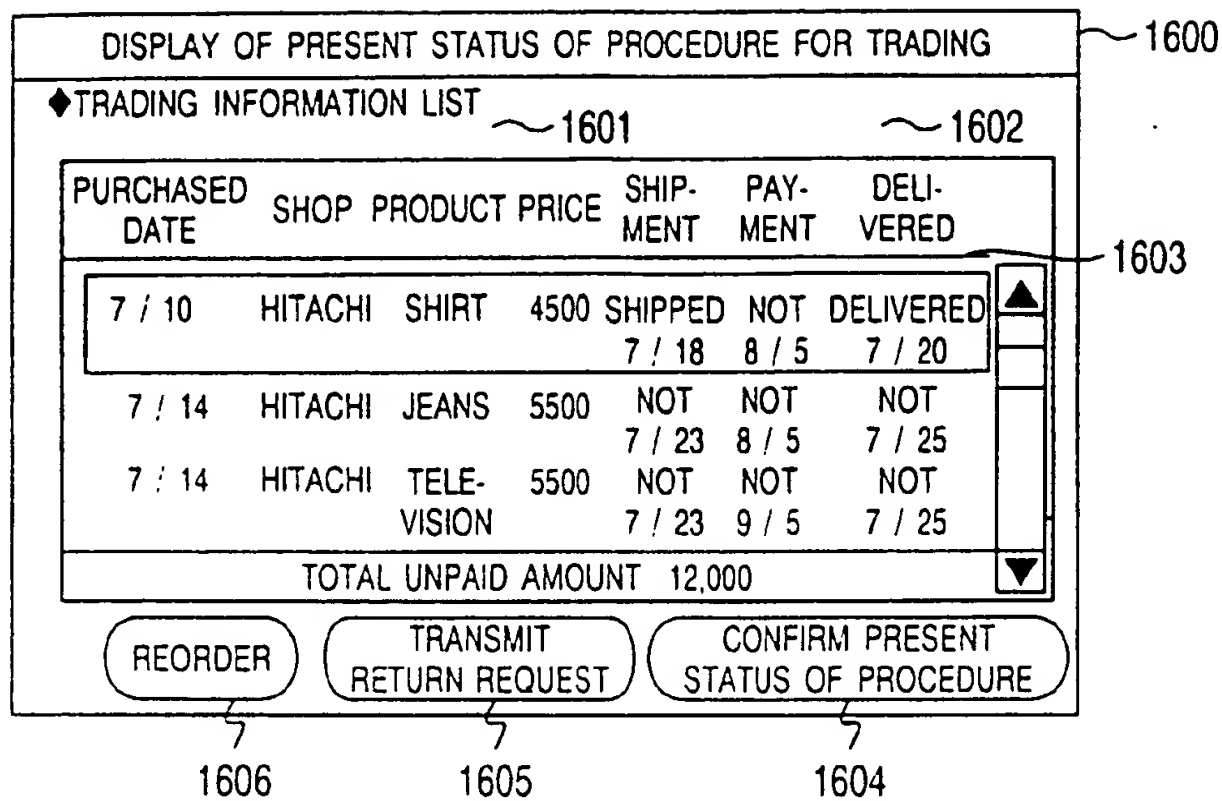 DISPLAY OF PRESENT STATUS OF PROCEDURE FOR TRADING
1600
◆TRADING INFORMATION LIST
1601
1602
PURCHASED DATE SHOP PRODUCT PRICE SHIP-MENT PAY-MENT DELI-VERED
1603
7 / 10 HITACHI SHIRT 4500 SHIPPED NOT DELIVERED
7 / 18 8 / 5 7 / 20
7 / 14 HITACHI JEANS 5500 NOT NOT NOT
7 / 23 8 / 5 7 / 25
7 / 14 HITACHI TELE- 5500 NOT NOT NOT
VISION 7 / 23 9 / 5 7 / 25
TOTAL UNPAID AMOUNT 12,000
REORDER
TRANSMIT
RETURN REQUEST
CONFIRM PRESENT
STATUS OF PROCEDURE
1606
1605
1604